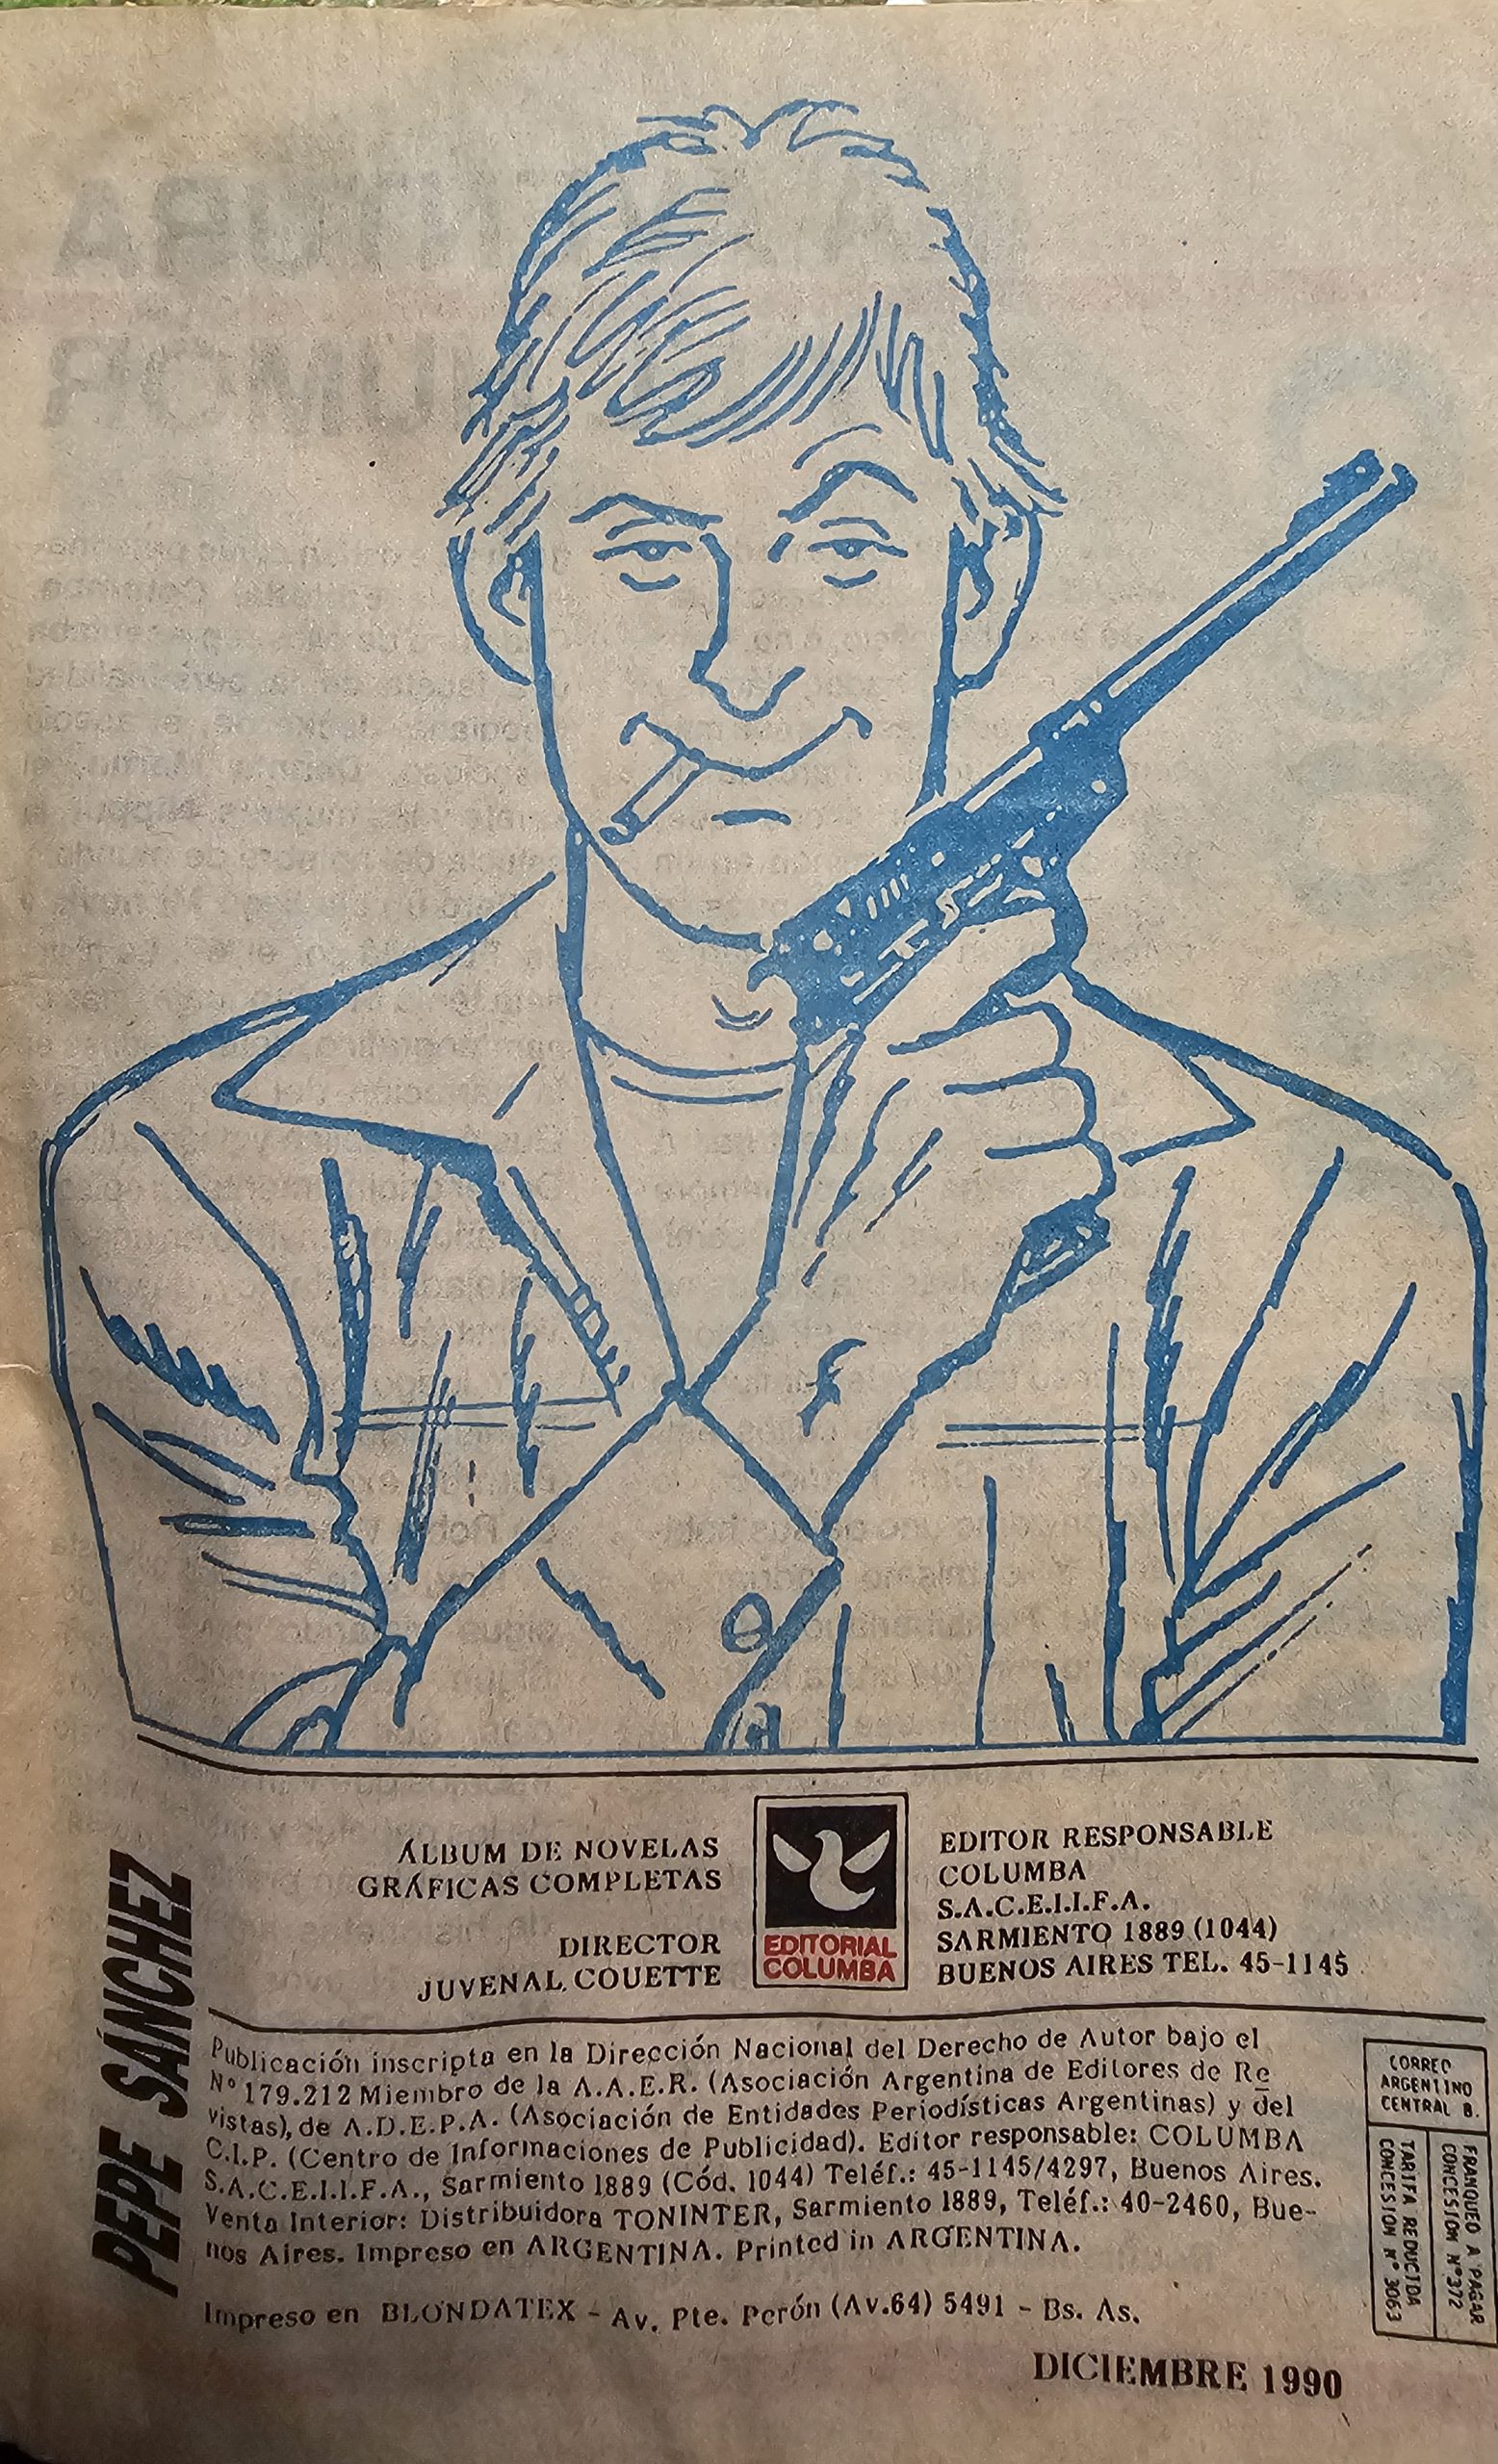 PEPE SÁNCHEZ
ÁLBUM DE NOVELAS
GRÁFICAS COMPLETAS
DIRECTOR
JUVENAL COUETTE
EDITORIAL
COLUMBA
EDITOR RESPONSABLE
COLUMBA
S.A.C.E.I.I.F.A.
SARMIENTO 1889 (1044)
BUENOS AIRES TEL. 45-1145
Publicación inscripta en la Dirección Nacional del Derecho de Autor bajo el
Nº 179.212 Miembro de la A.A.E.R. (Asociación Argentina de Editores de Re
vistas), de A.D.E.P.A. (Asociación de Entidades Periodísticas Argentinas) y del
C.I.P. (Centro de Informaciones de Publicidad). Editor responsable: COLUMBA
S.A.C.E.I.I.F.A., Sarmiento 1889 (Cód. 1044) Teléf.: 45-1145/4297, Buenos Aires.
Venta Interior: Distribuidora TONINTER, Sarmiento 1889, Teléf.: 40-2460, Bue-
nos Aires. Impreso en ARGENTINA. Printed in ARGENTINA.
Impreso en BLONDATEX - Av. Pte. Perón (Av.64) 5491 - Bs. As.
CORREO
ARGENTINO
CENTRAL B.
FRANQUEO A PAGAR
CONCESION Nº 372
TARIFA REDUCIDA
CONCESION Nº 3063
DICIEMBRE 1990